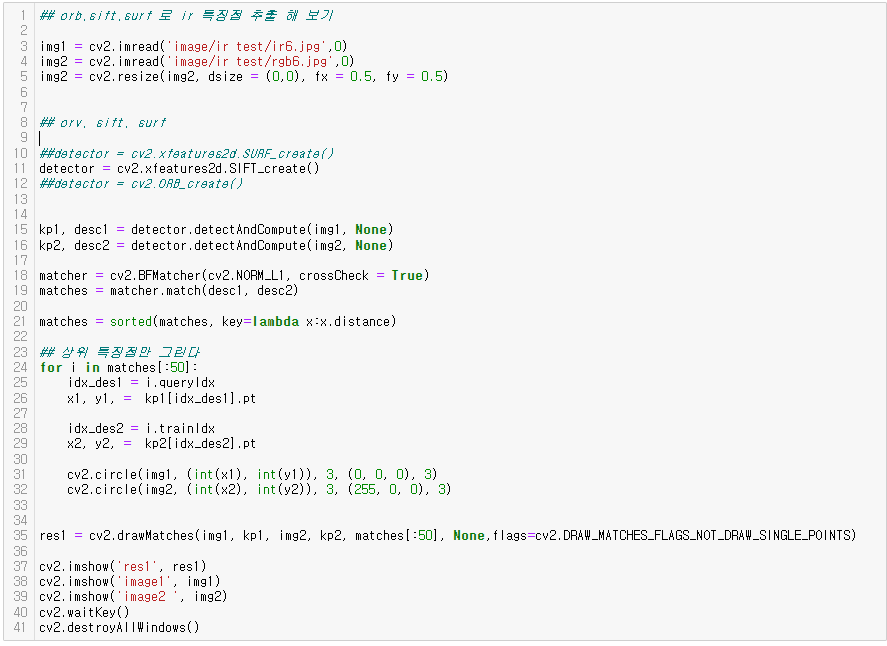 1 ## orb,sift,surf 로 ir 특징점 추출 해 보기
2
3 img1 = cv2.imread('image/ir test/ir6.jpg',0)
4 img2 = cv2.imread('image/ir test/rgb6.jpg',0)
5 img2 = cv2.resize(img2, dsize = (0,0), fx = 0.5, fy = 0.5)
6
7
8 ## orv, sift, surf
9
10 ##detector = cv2.xfeatures2d.SURF_create()
11 detector = cv2.xfeatures2d.SIFT_create()
12 ##detector = cv2.ORB_create()
13
14
15 kp1, desc1 = detector.detectAndCompute(img1, None)
16 kp2, desc2 = detector.detectAndCompute(img2, None)
17
18 matcher = cv2.BFMatcher(cv2.NORM_L1, crossCheck = True)
19 matches = matcher.match(desc1, desc2)
20
21 matches = sorted(matches, key=lambda x:x.distance)
22
23 ## 상위 특징점만 그린다
24 for i in matches[:50]:
25     idx_des1 = i.queryIdx
26     x1, y1, =  kp1[idx_des1].pt
27
28     idx_des2 = i.trainIdx
29     x2, y2, =  kp2[idx_des2].pt
30
31     cv2.circle(img1, (int(x1), int(y1)), 3, (0, 0, 0), 3)
32     cv2.circle(img2, (int(x2), int(y2)), 3, (255, 0, 0), 3)
33
34
35 res1 = cv2.drawMatches(img1, kp1, img2, kp2, matches[:50], None,flags=cv2.DRAW_MATCHES_FLAGS_NOT_DRAW_SINGLE_POINTS)
36
37 cv2.imshow('res1', res1)
38 cv2.imshow('image1', img1)
39 cv2.imshow('image2 ', img2)
40 cv2.waitKey()
41 cv2.destroyAllWindows()